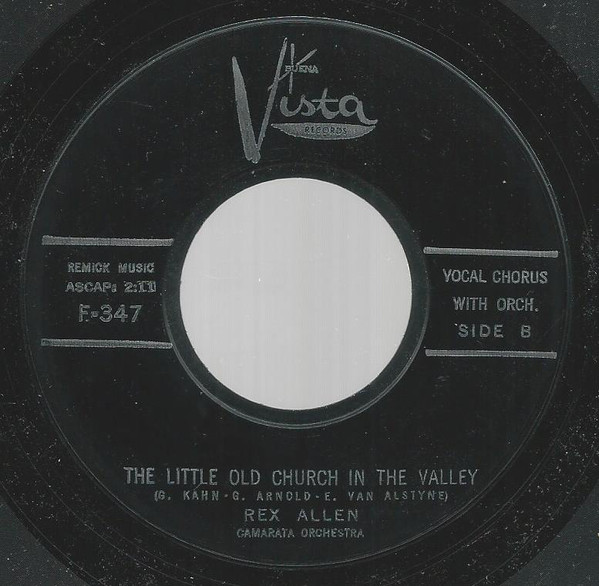 BUENA
Vista
RECORDS
REMICK MUSIC
ASCAP: 2:11
F-347
VOCAL CHORUS
WITH ORCH.
SIDE B
THE LITTLE OLD CHURCH IN THE VALLEY
(G. KAHN - G. ARNOLD - E. VAN ALSTYNE)
REX ALLEN
CAMARATA ORCHESTRA